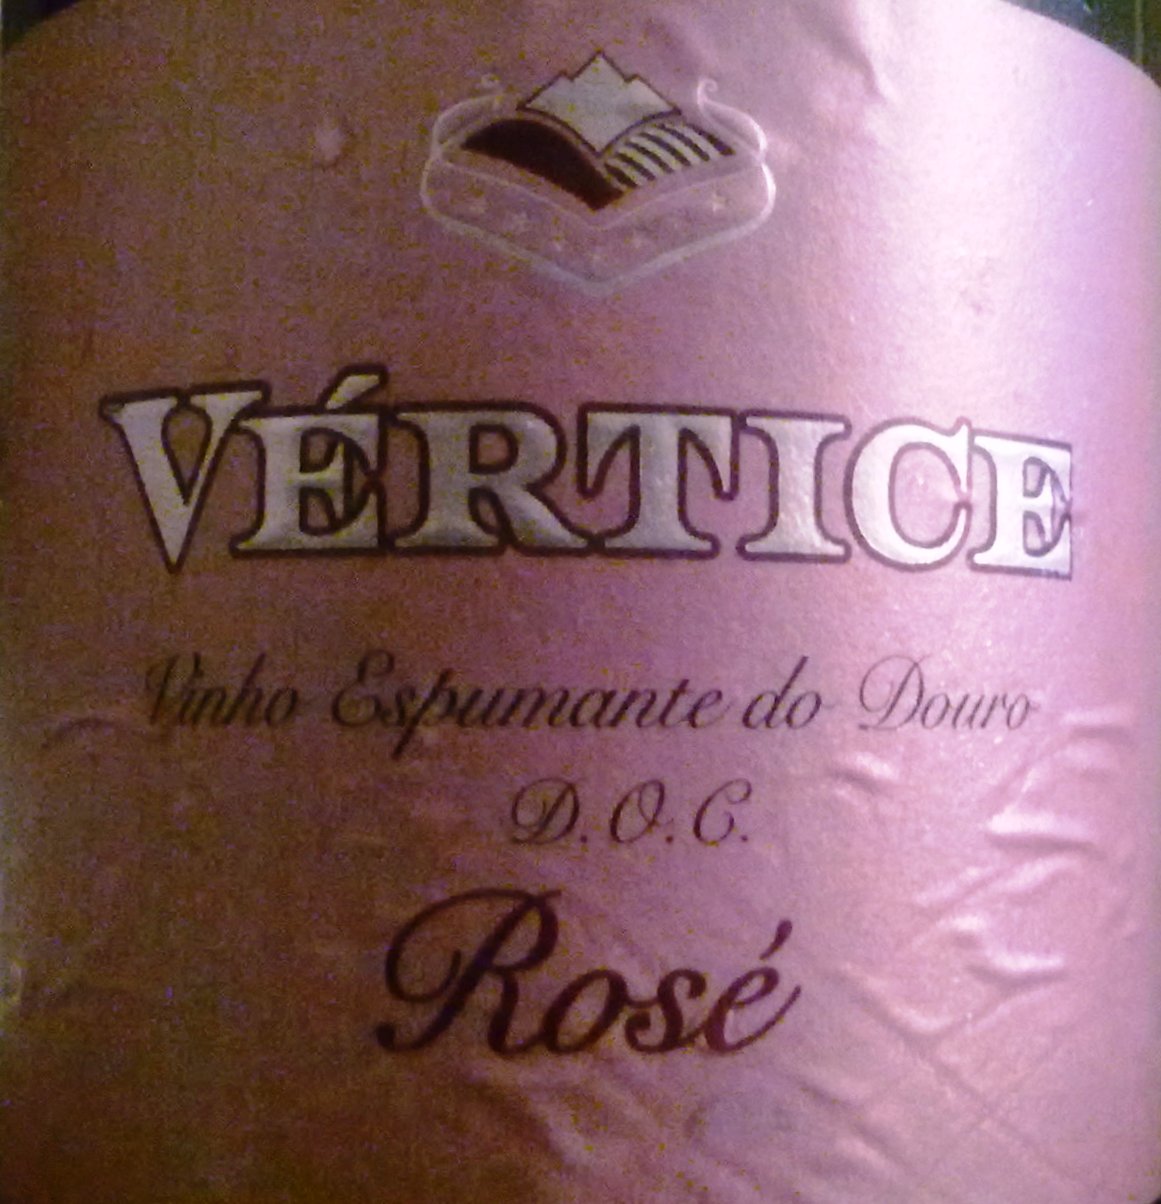 VÉRTICE
Vinho Espumante do Douro
D.O.C.
Rosé